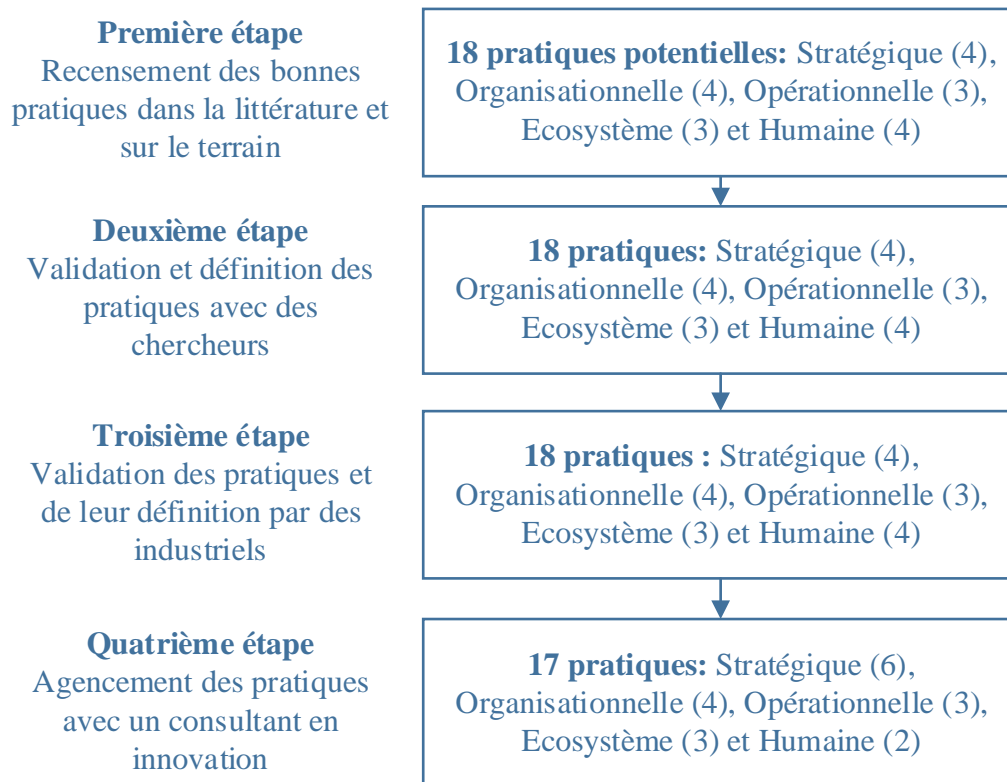 Première étape
Recensement des bonnes
pratiques dans la littérature et
sur le terrain
18 pratiques potentielles: Stratégique (4),
Organisationnelle (4), Opérationnelle (3),
Ecosystème (3) et Humaine (4)
Deuxième étape
Validation et définition des
pratiques avec des
chercheurs
18 pratiques: Stratégique (4),
Organisationnelle (4), Opérationnelle (3),
Ecosystème (3) et Humaine (4)
Troisième étape
Validation des pratiques et
de leur définition par des
industriels
18 pratiques : Stratégique (4),
Organisationnelle (4), Opérationnelle (3),
Ecosystème (3) et Humaine (4)
Quatrième étape
Agencement des pratiques
avec un consultant en
innovation
17 pratiques: Stratégique (6),
Organisationnelle (4), Opérationnelle (3),
Ecosystème (3) et Humaine (2)